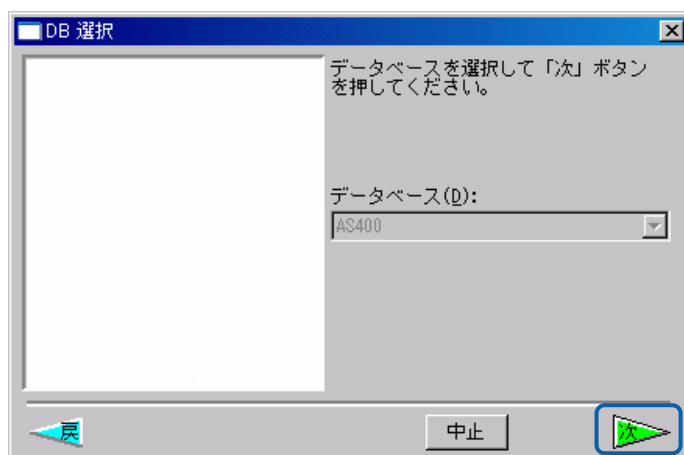 DB 選択
データベースを選択して「次」ボタン
を押してください。
データベース(D):
AS400
戻
中止
次